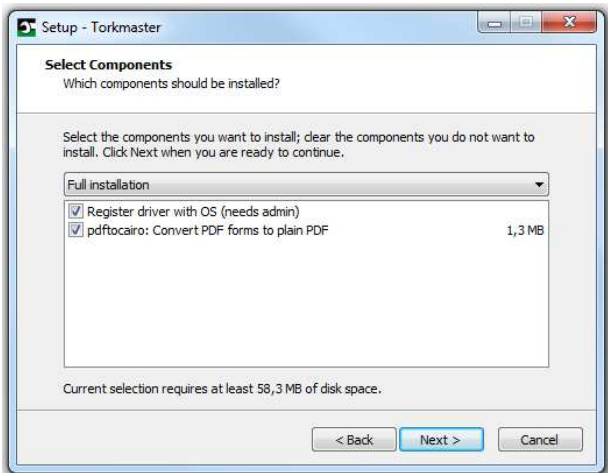 Setup - Torkmaster
Select Components
Which components should be installed?
Select the components you want to install; clear the components you do not want to
install. Click Next when you are ready to continue.
Full installation
Register driver with OS (needs admin)
pdftocairo: Convert PDF forms to plain PDF 1,3 MB
Current selection requires at least 58,3 MB of disk space.
< Back Next > Cancel